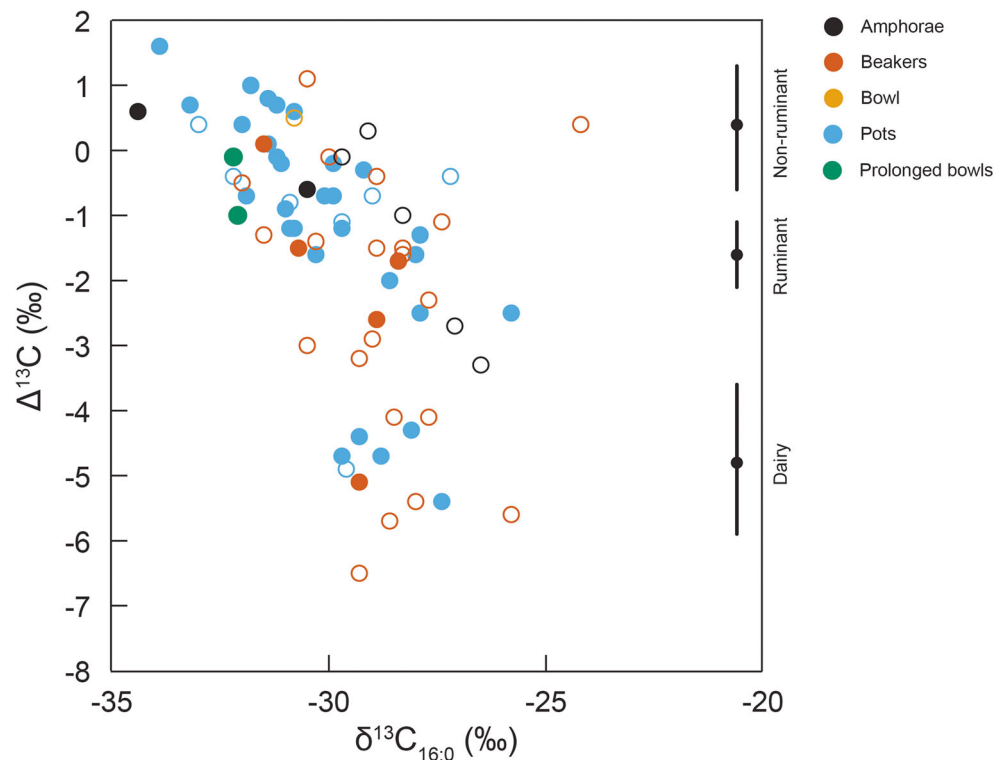 2
1
0
-1
-2
-3
-4
-5
-6
-7
-8
-35
-30
-25
-20
Δ¹³C (‰)
δ¹³C₁₆:₀ (‰)
Non-ruminant
Ruminant
Dairy
Amphorae
Beakers
Bowl
Pots
Prolonged bowls